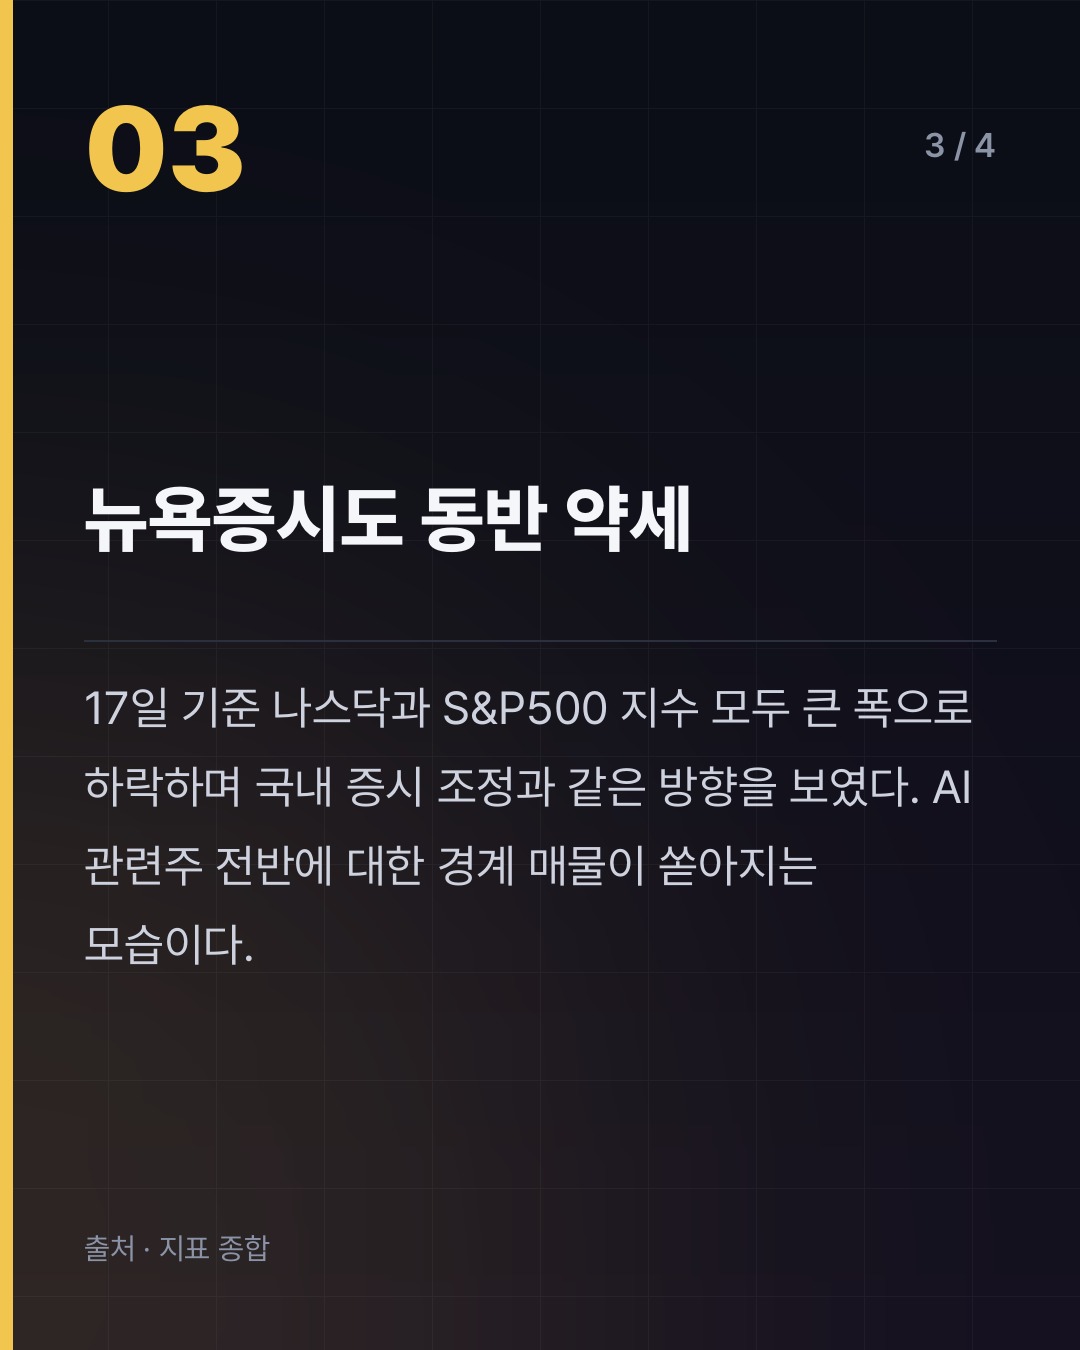 03
3 / 4
뉴욕증시도 동반 약세
17일 기준 나스닥과 S&P500 지수 모두 큰 폭으로
하락하며 국내 증시 조정과 같은 방향을 보였다. AI
관련주 전반에 대한 경계 매물이 쏟아지는
모습이다.
출처 · 지표 종합